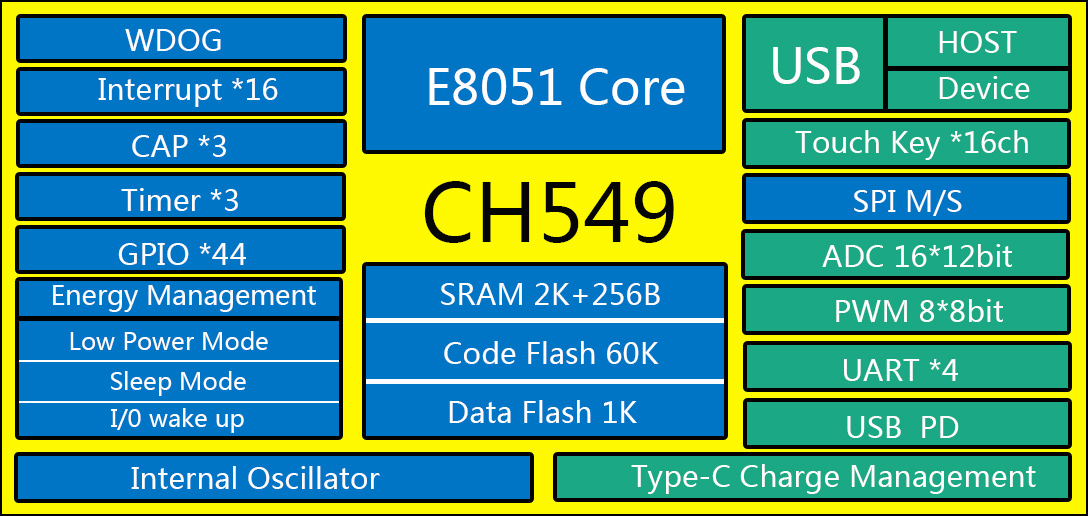 WDOG
Interrupt *16
CAP *3
Timer *3
GPIO *44
Energy Management
Low Power Mode
Sleep Mode
I/0 wake up
E8051 Core
CH549
SRAM 2K+256B
Code Flash 60K
Data Flash 1K
USB
HOST
Device
Touch Key *16ch
SPI M/S
ADC 16*12bit
PWM 8*8bit
UART *4
USB PD
Internal Oscillator
Type-C Charge Management